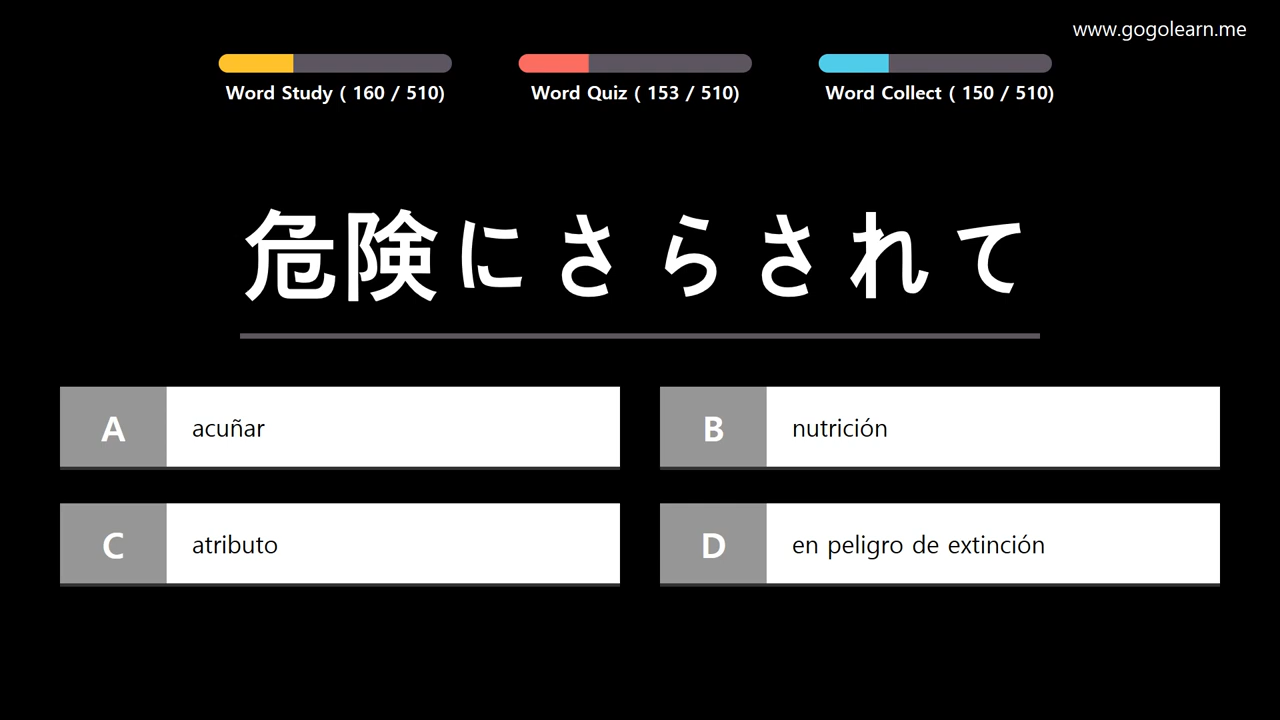 www.gogolearn.me
Word Study ( 160 / 510)
Word Quiz ( 153 / 510)
Word Collect ( 150 / 510)
危険にさらされて
A acuñar
B nutrición
C atributo
D en peligro de extinción